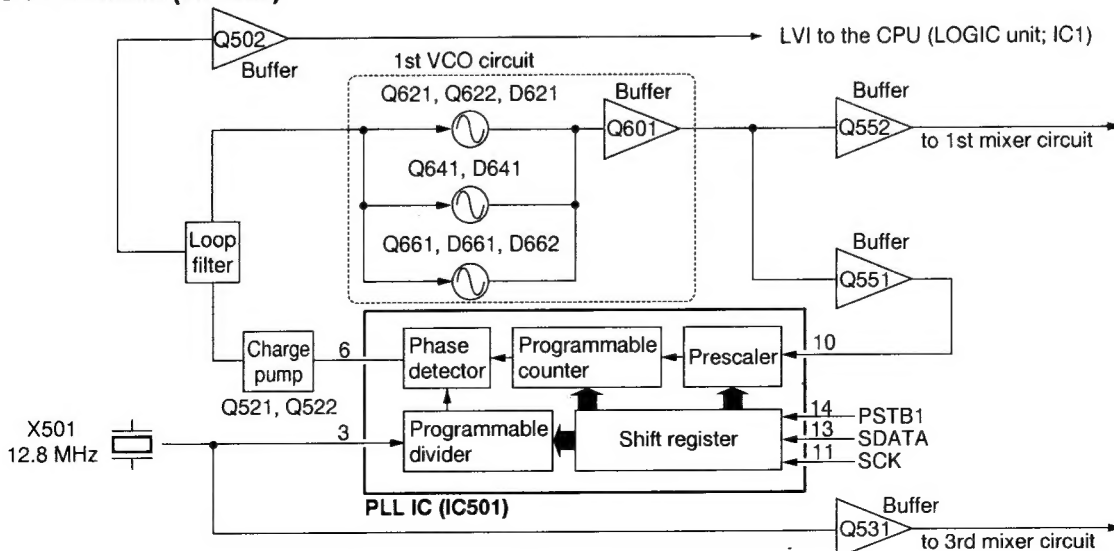 Q502
Buffer
LVI to the CPU (LOGIC unit; IC1)
1st VCO circuit
Q621, Q622, D621
Buffer
Q601
Buffer
Q552
to 1st mixer circuit
Q641, D641
Q661, D661, D662
Loop
filter
Buffer
Q551
Charge
pump
Q521, Q522
6
Phase
detector
Programmable
counter
Prescaler
10
X501
12.8 MHz
3
Programmable
divider
Shift register
14
PSTB1
13
SDATA
11
SCK
PLL IC (IC501)
Buffer
Q531
to 3rd mixer circuit